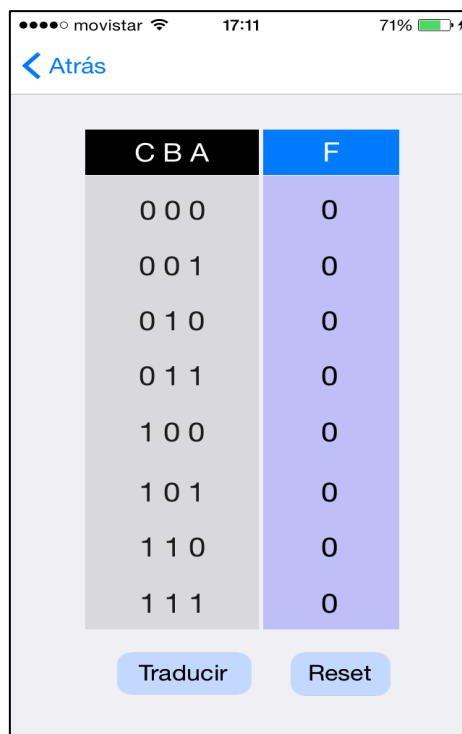 movistar 17:11 71%
Atrás
C B A F
0 0 0 0
0 0 1 0
0 1 0 0
0 1 1 0
1 0 0 0
1 0 1 0
1 1 0 0
1 1 1 0
Traducir Reset